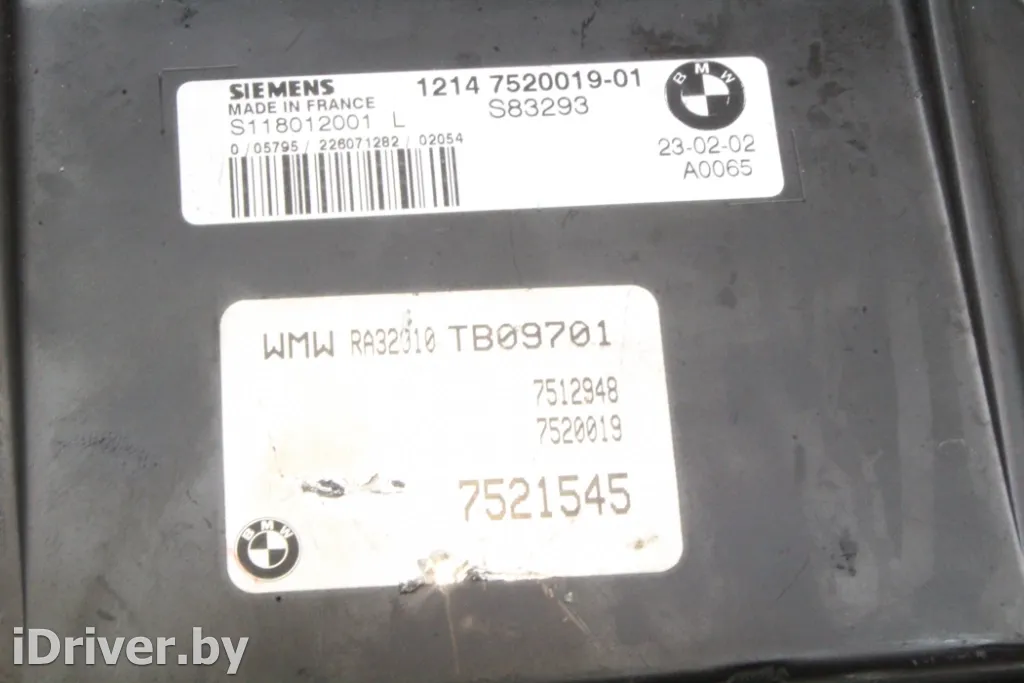 SIEMENS 1214 7520019-01
MADE IN FRANCE S83293
S118012001 L
0 / 05795 / 226071282 / 02054
23-02-02
A0065
BMW
WMW RA32310 TB09701
7512948
7520019
7521545
BMW
iDriver.by